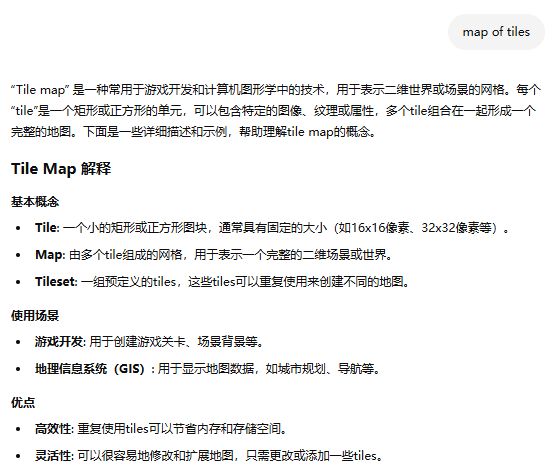 map of tiles
“Tile map” 是一种常用于游戏开发和计算机图形学中的技术，用于表示二维世界或场景的网格。每个
“tile”是一个矩形或正方形的单元，可以包含特定的图像、纹理或属性，多个tile组合在一起形成一个
完整的地图。下面是一些详细描述和示例，帮助理解tile map的概念。
Tile Map 解释
基本概念
• Tile: 一个小的矩形或正方形图块，通常具有固定的大小（如16x16像素、32x32像素等）。
• Map: 由多个tile组成的网格，用于表示一个完整的二维场景或世界。
• Tileset: 一组预定义的tiles，这些tiles可以重复使用来创建不同的地图。
使用场景
• 游戏开发: 用于创建游戏关卡、场景背景等。
• 地理信息系统（GIS）: 用于显示地图数据，如城市规划、导航等。
优点
• 高效性: 重复使用tiles可以节省内存和存储空间。
• 灵活性: 可以很容易地修改和扩展地图，只需更改或添加一些tiles。